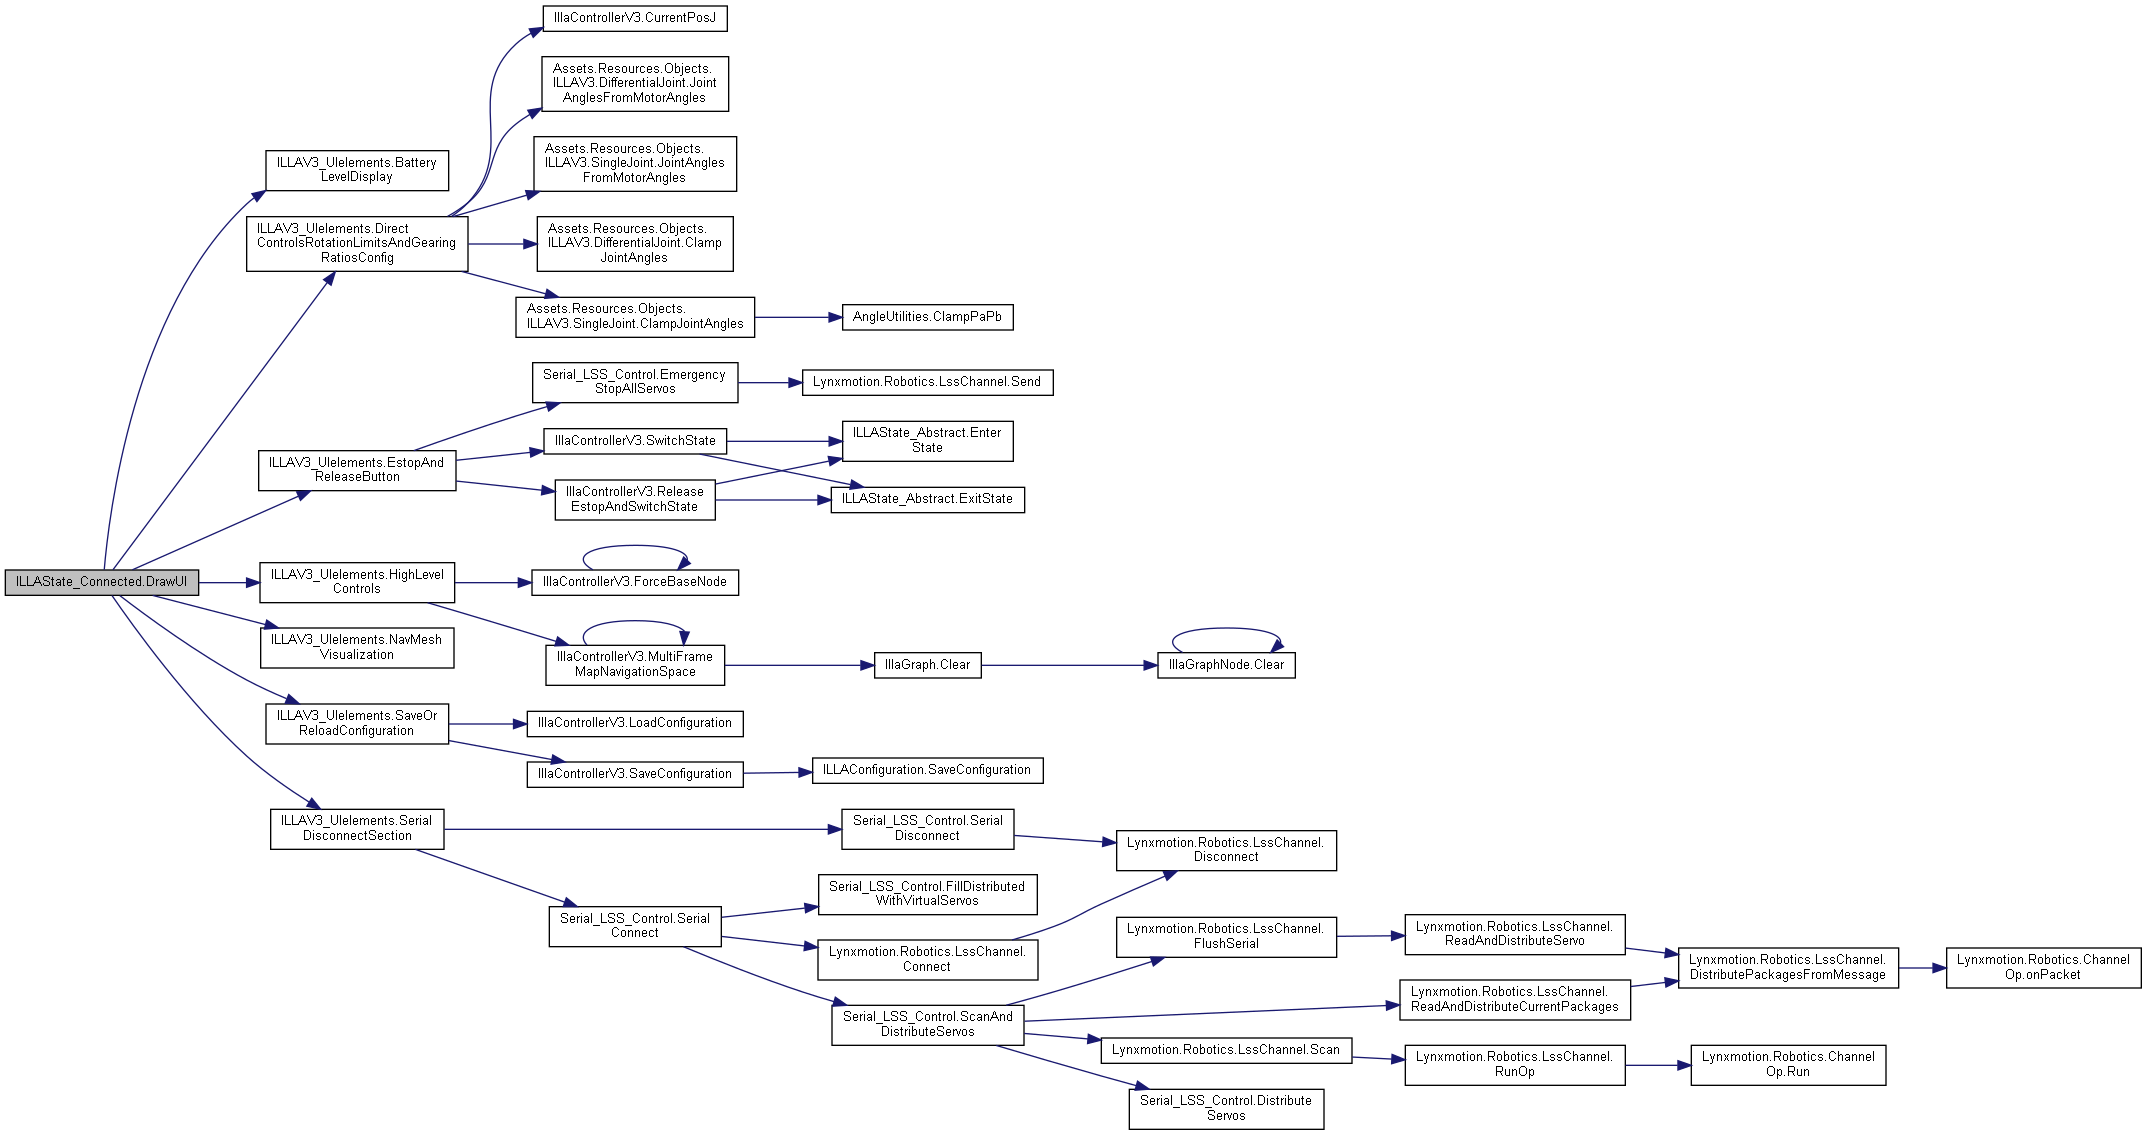 IllaControllerV3.CurrentPosJ
Assets.Resources.Objects.
ILLAV3.DifferentialJoint.Joint
AnglesFromMotorAngles
Assets.Resources.Objects.
ILLAV3.SingleJoint.JointAngles
FromMotorAngles
ILLAV3_UIelements.Battery
LevelDisplay
ILLAV3_UIelements.Direct
ControlsRotationLimitsAndGearing
RatiosConfig
Assets.Resources.Objects.
ILLAV3.DifferentialJoint.Clamp
JointAngles
Assets.Resources.Objects.
ILLAV3.SingleJoint.ClampJointAngles
AngleUtilities.ClampPaPb
Serial_LSS_Control.Emergency
StopAllServos
Lynxmotion.Robotics.LssChannel.Send
ILLAV3_UIelements.EstopAnd
ReleaseButton
IllaControllerV3.SwitchState
ILLAState_Abstract.Enter
State
IllaControllerV3.Release
EstopAndSwitchState
ILLAState_Abstract.ExitState
ILLAState_Connected.DrawUI
ILLAV3_UIelements.HighLevel
Controls
IllaControllerV3.ForceBaseNode
ILLAV3_UIelements.NavMesh
Visualization
IllaControllerV3.MultiFrame
MapNavigationSpace
IllaGraph.Clear
IllaGraphNode.Clear
ILLAV3_UIelements.SaveOr
ReloadConfiguration
IllaControllerV3.LoadConfiguration
IllaControllerV3.SaveConfiguration
ILLAConfiguration.SaveConfiguration
ILLAV3_UIelements.Serial
DisconnectSection
Serial_LSS_Control.Serial
Disconnect
Lynxmotion.Robotics.LssChannel.
Disconnect
Serial_LSS_Control.Serial
Connect
Serial_LSS_Control.FillDistributed
WithVirtualServos
Lynxmotion.Robotics.LssChannel.
Connect
Lynxmotion.Robotics.LssChannel.
FlushSerial
Lynxmotion.Robotics.LssChannel.
ReadAndDistributeServo
Lynxmotion.Robotics.LssChannel.
DistributePackagesFromMessage
Lynxmotion.Robotics.Channel
Op.onPacket
Serial_LSS_Control.ScanAnd
DistributeServos
Lynxmotion.Robotics.LssChannel.
ReadAndDistributeCurrentPackages
Lynxmotion.Robotics.LssChannel.Scan
Lynxmotion.Robotics.LssChannel.
RunOp
Lynxmotion.Robotics.Channel
Op.Run
Serial_LSS_Control.Distribute
Servos